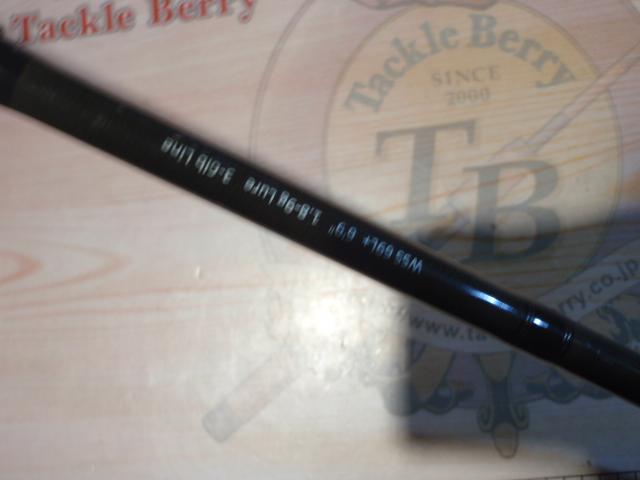 Tackle Berry
Tackle Berry
SINCE
2000
TB
www.ta
erry.co.jp
WSS 69L+ 6'9" 1.8-9g Lure 3-6lb Line